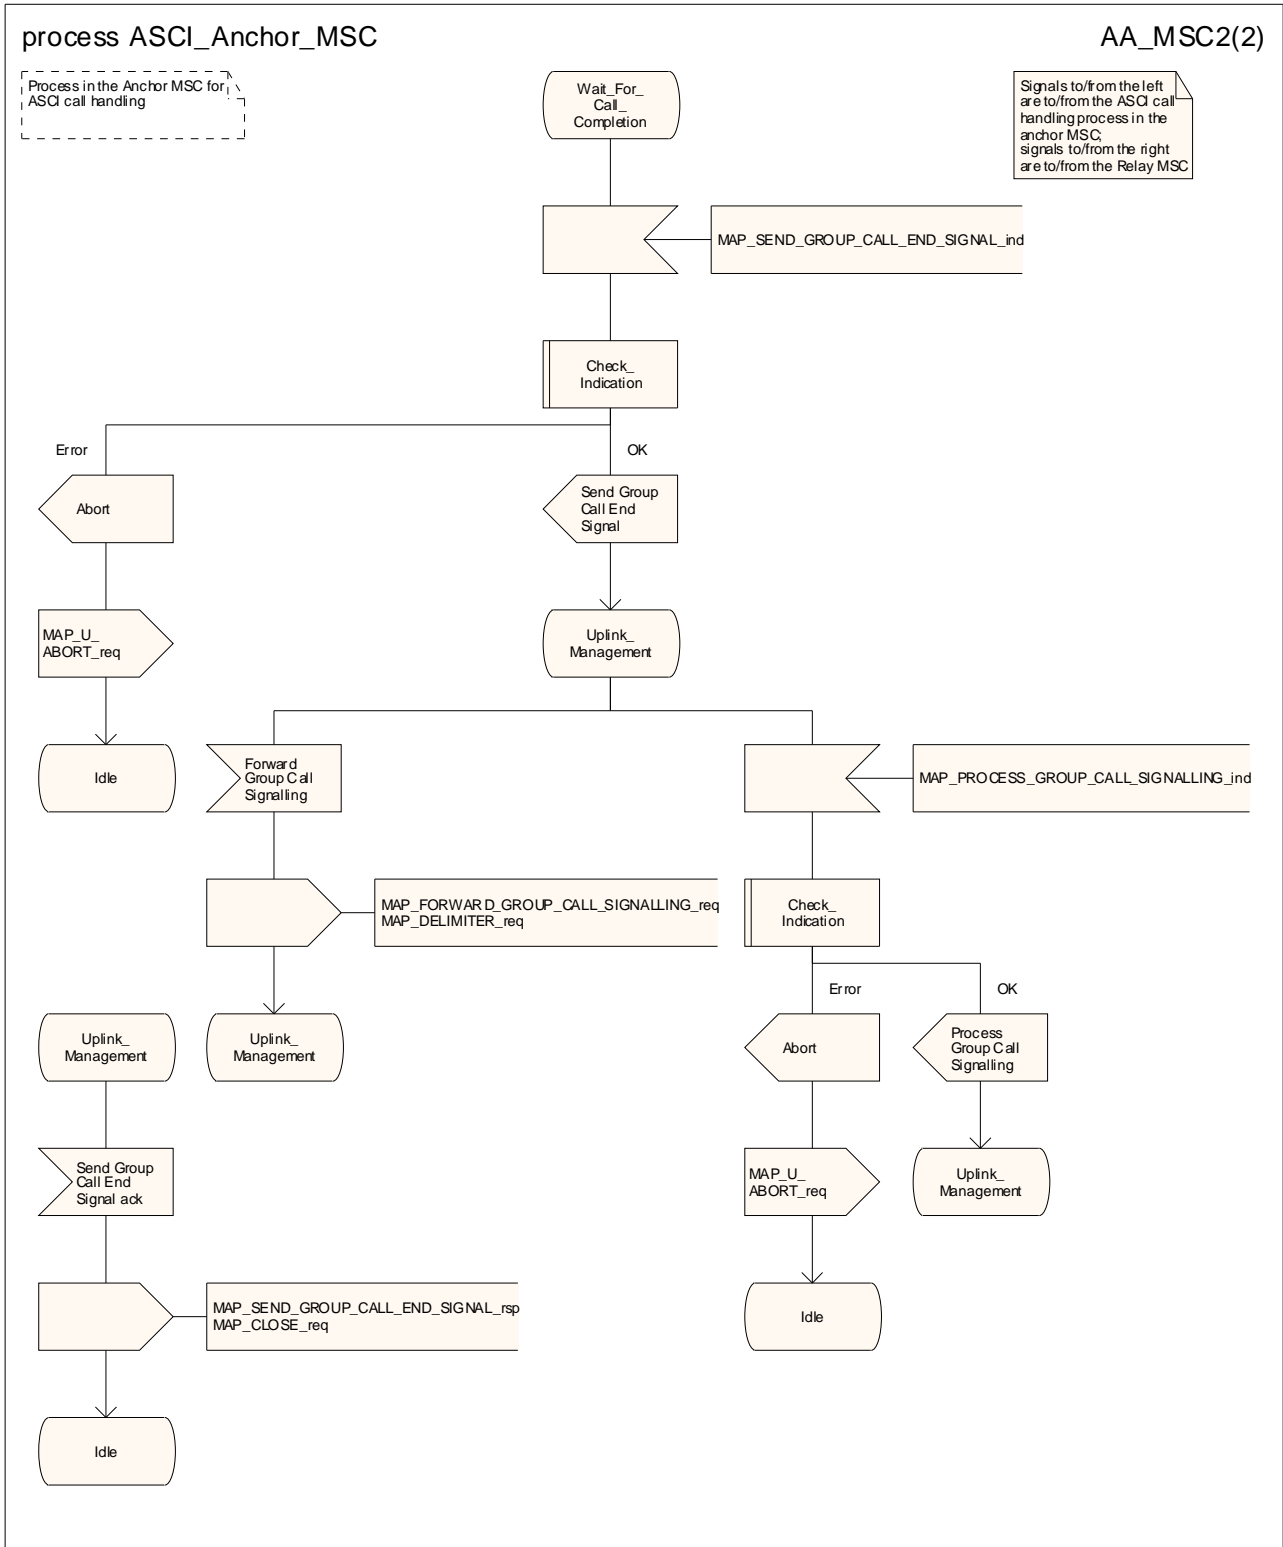 process ASCI_Anchor_MSC
AA_MSC2(2)
Process in the Anchor MSC for
ASCI call handling
Wait_For_
Call_
Completion
Signals to/from the left
are to/from the ASCI call
handling process in the
anchor MSC;
signals to/from the right
are to/from the Relay MSC
MAP_SEND_GROUP_CALL_END_SIGNAL_ind
Check_
Indication
Error
OK
Abort
Send Group
Call End
Signal
MAP_U_
ABORT_req
Uplink_
Management
Idle
Forward
Group Call
Signalling
MAP_PROCESS_GROUP_CALL_SIGNALLING_ind
MAP_FORWARD_GROUP_CALL_SIGNALLING_req
MAP_DELIMITER_req
Check_
Indication
Error
OK
Uplink_
Management
Uplink_
Management
Abort
Process
Group Call
Signalling
Send Group
Call End
Signal ack
MAP_U_
ABORT_req
Uplink_
Management
MAP_SEND_GROUP_CALL_END_SIGNAL_rsp
MAP_CLOSE_req
Idle
Idle